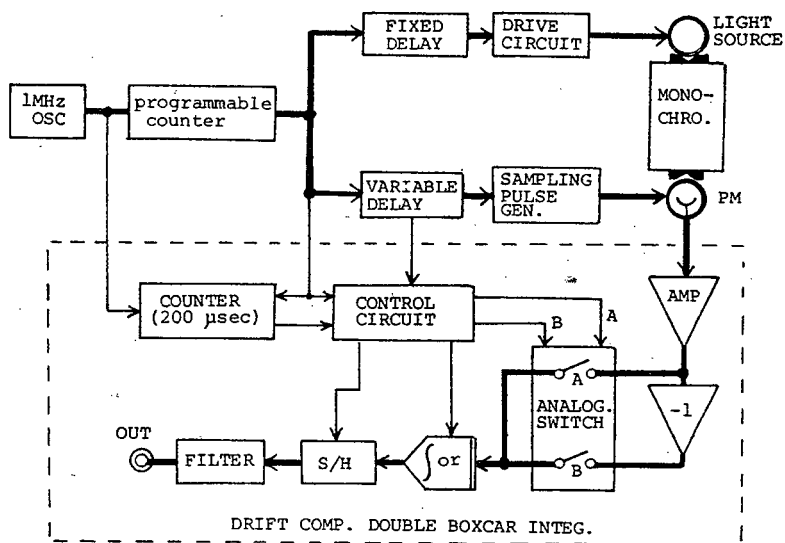 FIXED
DELAY
DRIVE
CIRCUIT
LIGHT
SOURCE
1MHz
OSC
programmable
counter
MONO-
CHRO.
VARIABLE
DELAY
SAMPLING
PULSE
GEN.
PM
COUNTER
(200 μsec)
CONTROL
CIRCUIT
B
A
AMP
A
ANALOG.
SWITCH
-1
B
OUT
FILTER
S/H
∫or
DRIFT COMP. DOUBLE BOXCAR INTEG.